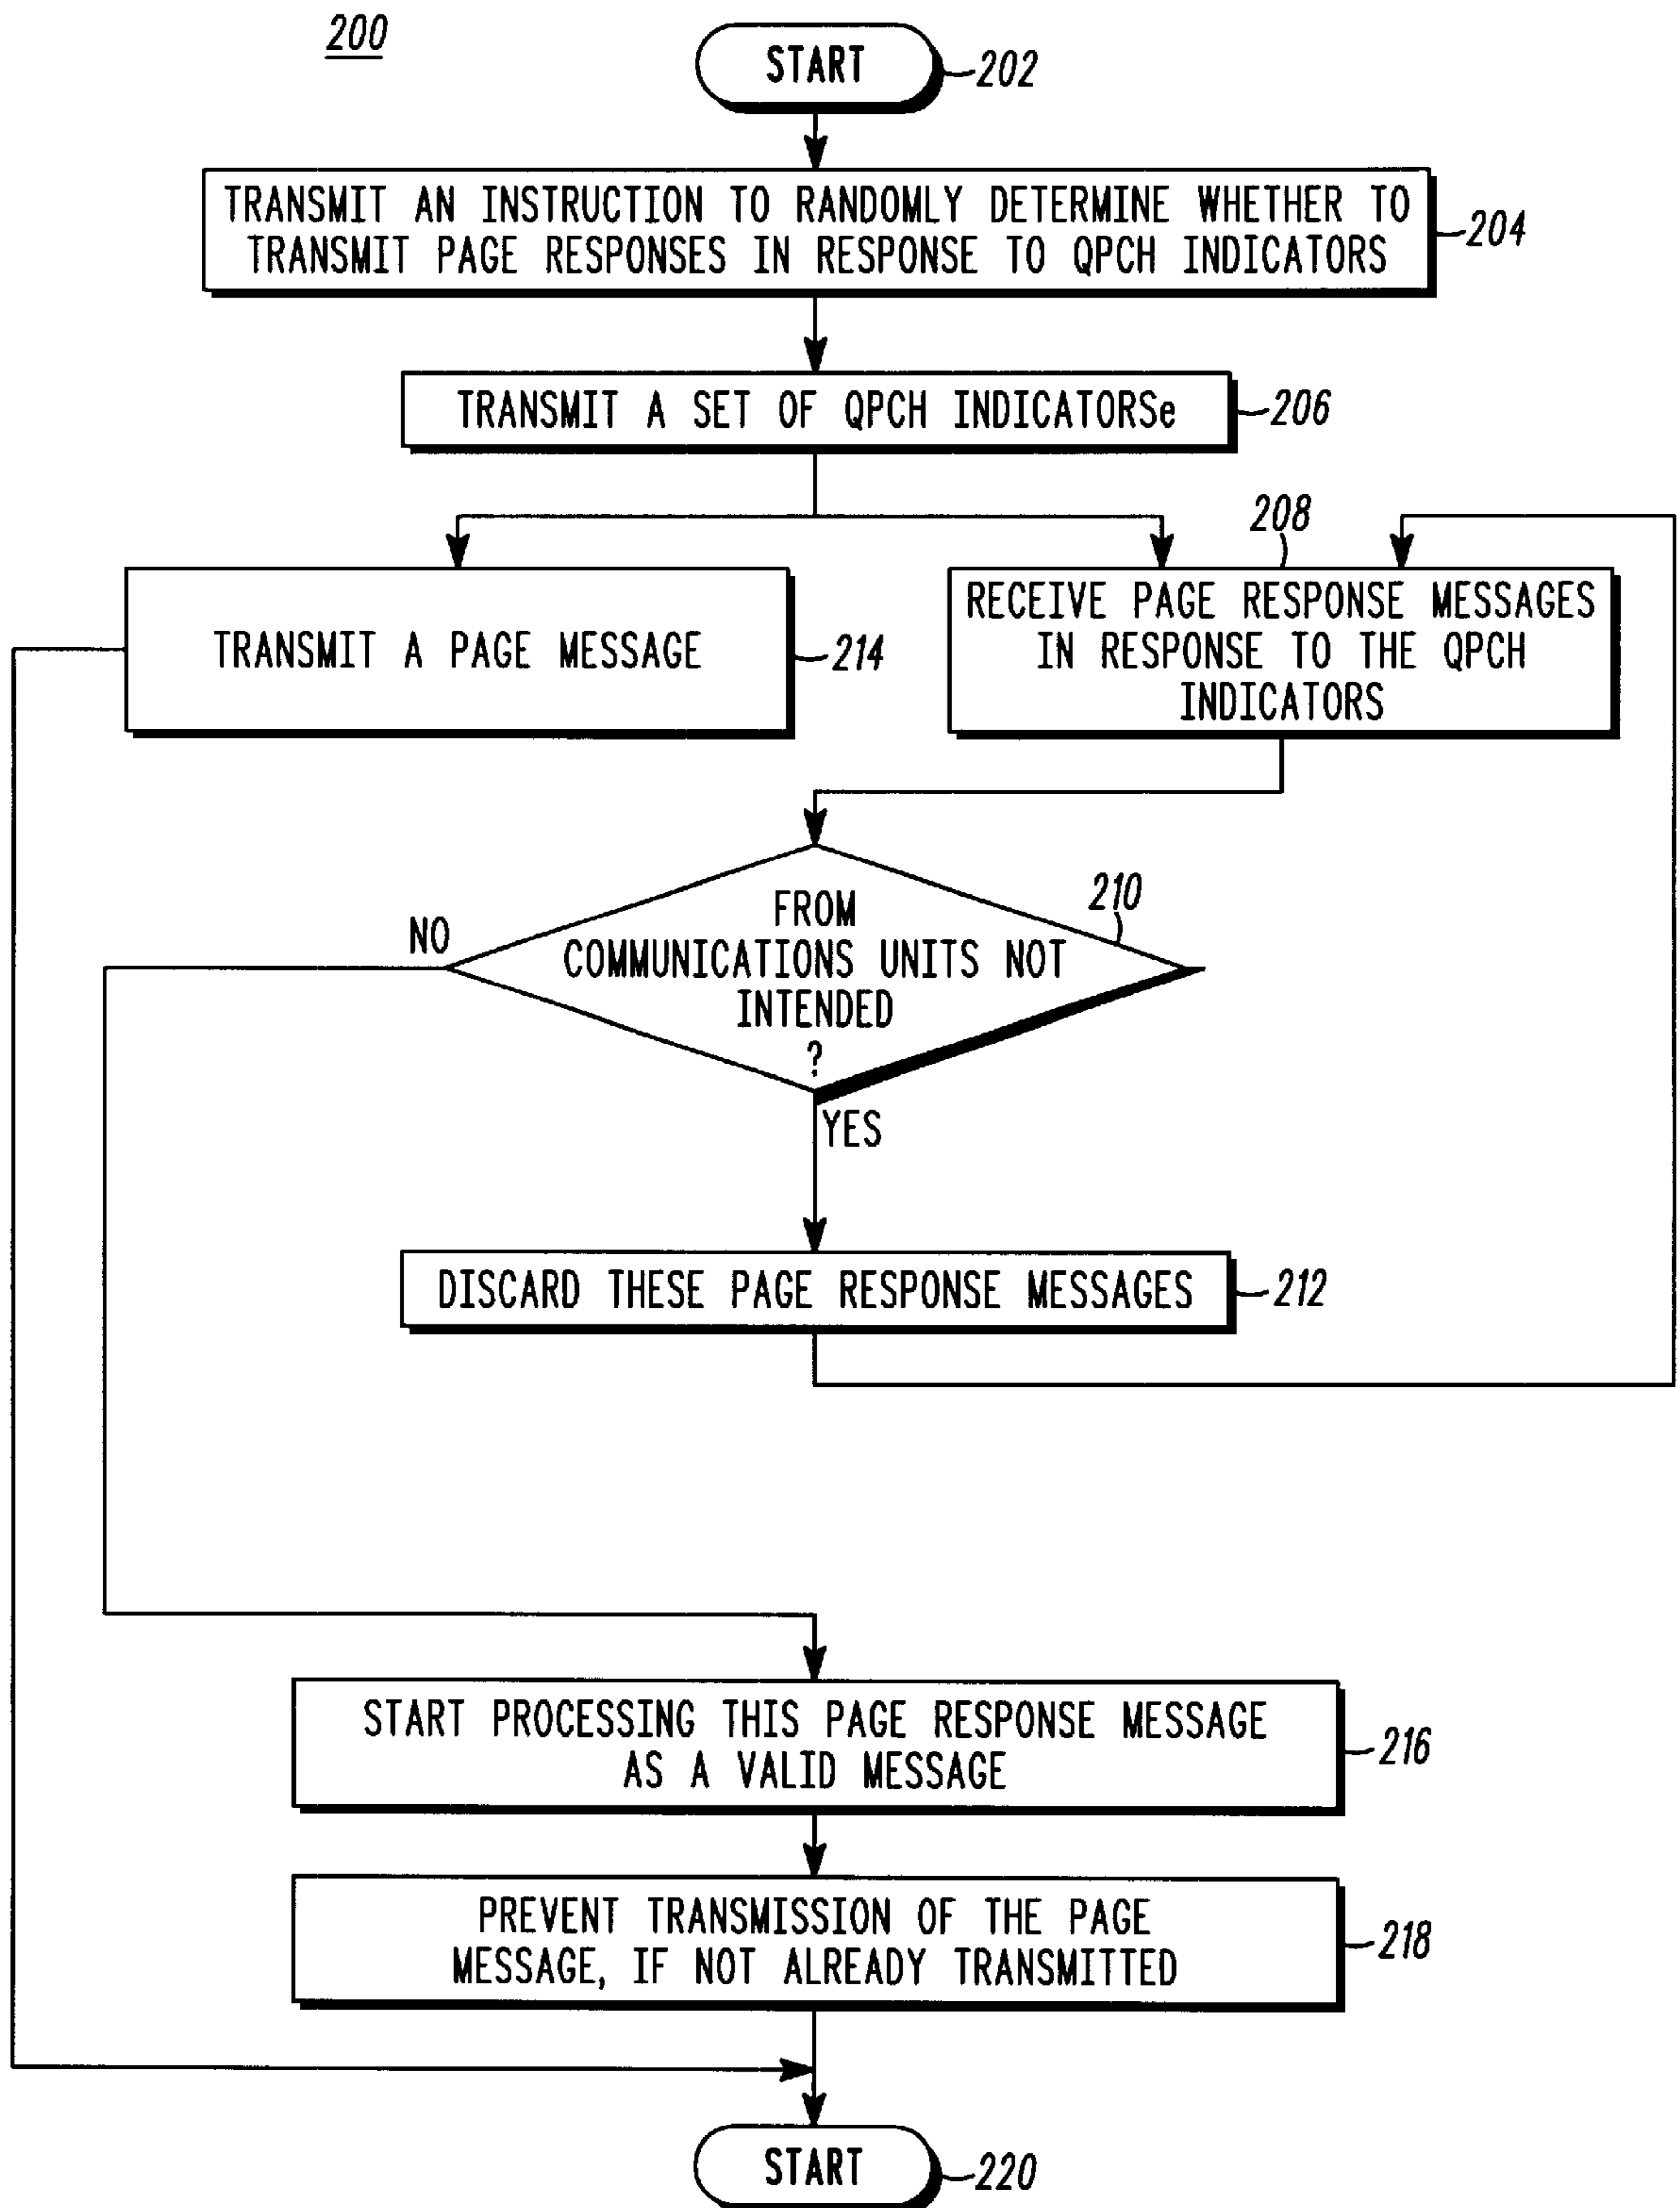 200
START
202
TRANSMIT AN INSTRUCTION TO RANDOMLY DETERMINE WHETHER TO
TRANSMIT PAGE RESPONSES IN RESPONSE TO QPCH INDICATORS
204
TRANSMIT A SET OF QPCH INDICATORSe
206
208
TRANSMIT A PAGE MESSAGE
214
RECEIVE PAGE RESPONSE MESSAGES
IN RESPONSE TO THE QPCH
INDICATORS
210
NO
FROM
COMMUNICATIONS UNITS NOT
INTENDED
?
YES
DISCARD THESE PAGE RESPONSE MESSAGES
212
START PROCESSING THIS PAGE RESPONSE MESSAGE
AS A VALID MESSAGE
216
PREVENT TRANSMISSION OF THE PAGE
MESSAGE, IF NOT ALREADY TRANSMITTED
218
START
220